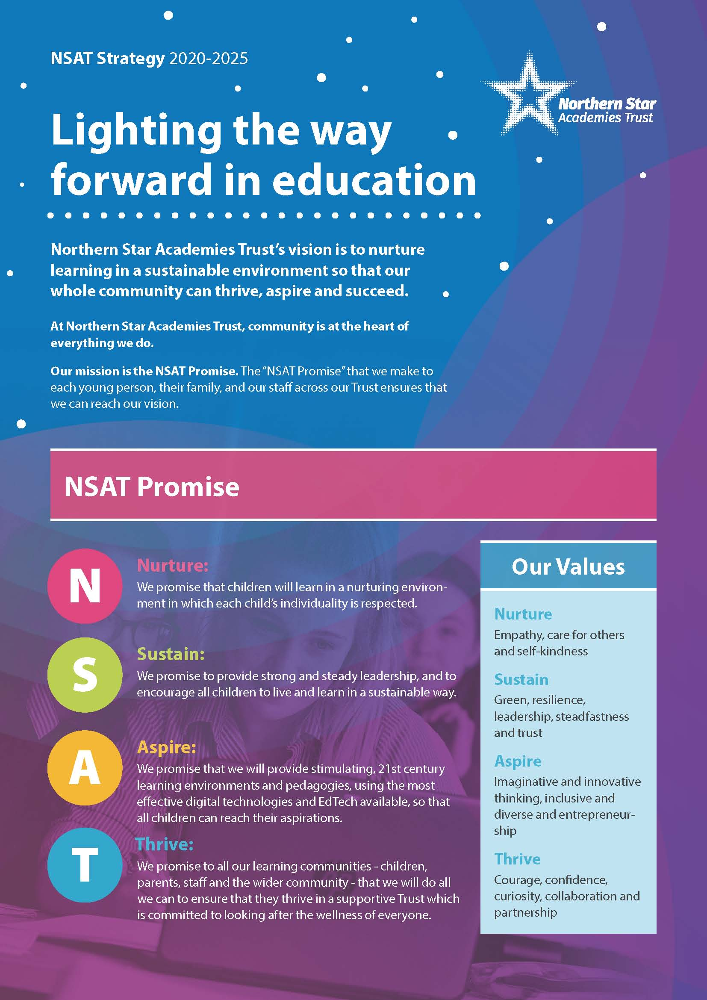 NSAT Strategy 2020-2025
Northern Star
Academies Trust
Lighting the way
forward in education
Northern Star Academies Trust’s vision is to nurture
learning in a sustainable environment so that our
whole community can thrive, aspire and succeed.
At Northern Star Academies Trust, community is at the heart of
everything we do.
Our mission is the NSAT Promise. The “NSAT Promise” that we make to
each young person, their family, and our staff across our Trust ensures that
we can reach our vision.
NSAT Promise
N
Nurture:
We promise that children will learn in a nurturing environ-
ment in which each child’s individuality is respected.
S
Sustain:
We promise to provide strong and steady leadership, and to
encourage all children to live and learn in a sustainable way.
A
Aspire:
We promise that we will provide stimulating, 21st century
learning environments and pedagogies, using the most
effective digital technologies and EdTech available, so that
all children can reach their aspirations.
T
Thrive:
We promise to all our learning communities - children,
parents, staff and the wider community - that we will do all
we can to ensure that they thrive in a supportive Trust which
is committed to looking after the wellness of everyone.
Our Values
Nurture
Empathy, care for others
and self-kindness
Sustain
Green, resilience,
leadership, steadfastness
and trust
Aspire
Imaginative and innovative
thinking, inclusive and
diverse and entrepreneur-
ship
Thrive
Courage, confidence,
curiosity, collaboration and
partnership